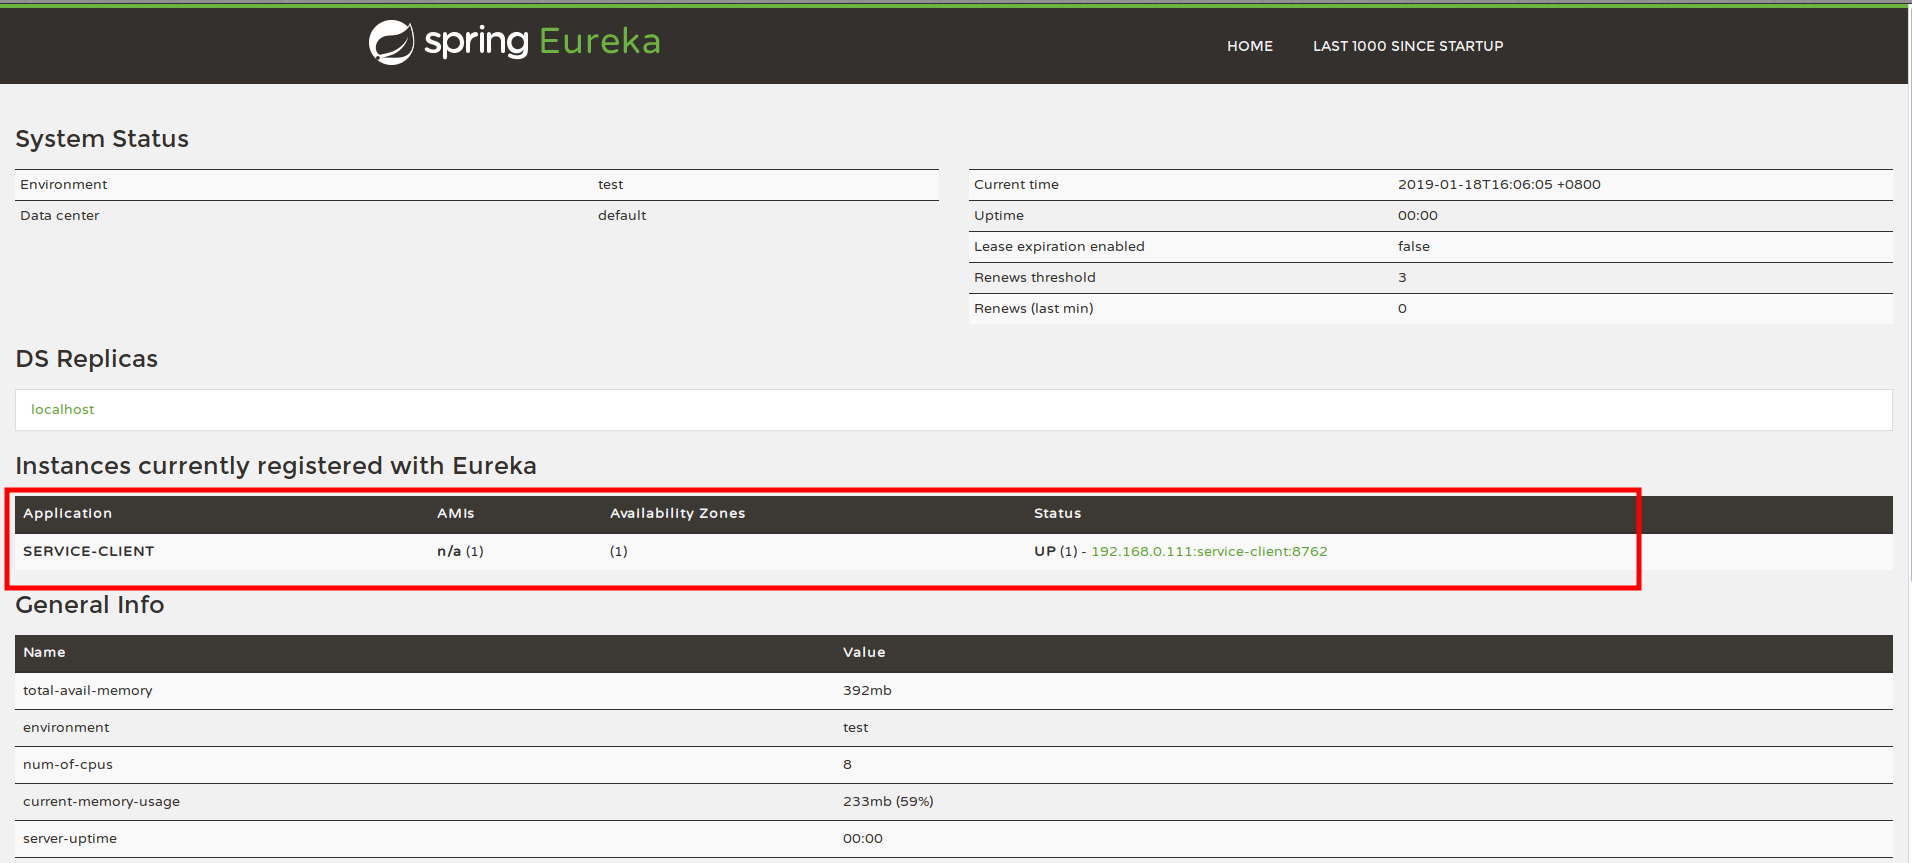 spring Eureka
HOME LAST 1000 SINCE STARTUP
System Status
Environment test
Data center default
Current time 2019-01-18T16:06:05 +0800
Uptime 00:00
Lease expiration enabled false
Renews threshold 3
Renews (last min) 0
DS Replicas
localhost
Instances currently registered with Eureka
Application AMIs Availability Zones Status
SERVICE-CLIENT n/a (1) (1) UP (1) - 192.168.0.111:service-client:8762
General Info
Name Value
total-avail-memory 392mb
environment test
num-of-cpus 8
current-memory-usage 233mb (59%)
server-uptime 00:00